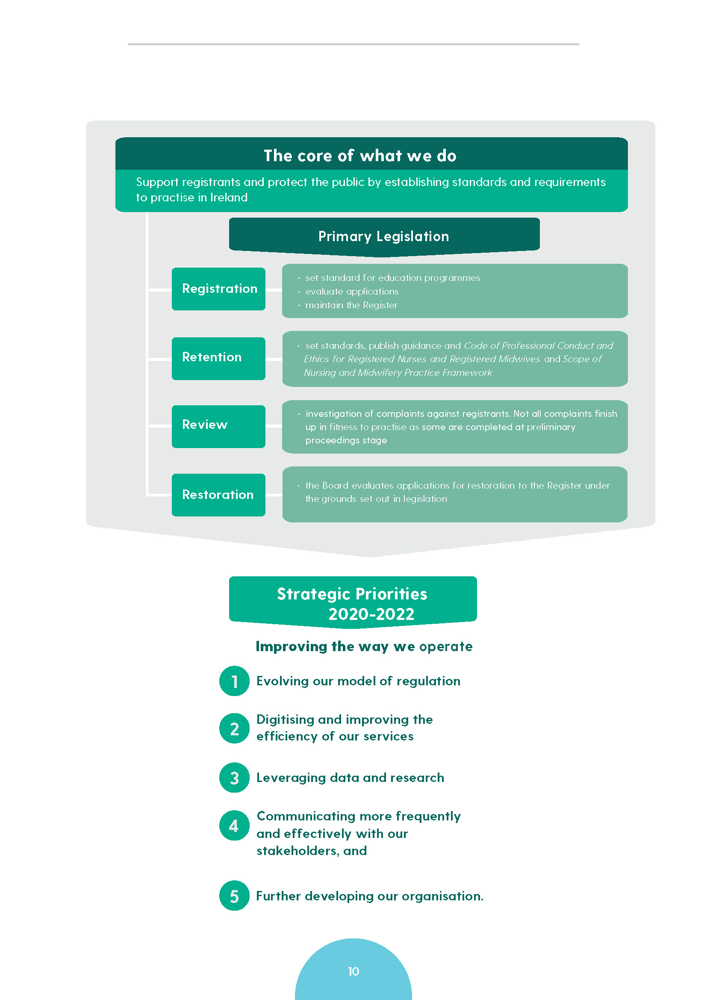 The core of what we do
Support registrants and protect the public by establishing standards and requirements
to practise in Ireland
Primary Legislation
Registration
· set standard for education programmes
· evaluate applications
· maintain the Register
Retention
· set standards, publish guidance and Code of Professional Conduct and
Ethics for Registered Nurses and Registered Midwives and Scope of
Nursing and Midwifery Practice Framework
Review
· investigation of complaints against registrants. Not all complaints finish
up in fitness to practise as some are completed at preliminary
proceedings stage
Restoration
· the Board evaluates applications for restoration to the Register under
the grounds set out in legislation
Strategic Priorities
2020-2022
Improving the way we operate
1 Evolving our model of regulation
2 Digitising and improving the
efficiency of our services
3 Leveraging data and research
4 Communicating more frequently
and effectively with our
stakeholders, and
5 Further developing our organisation.
10